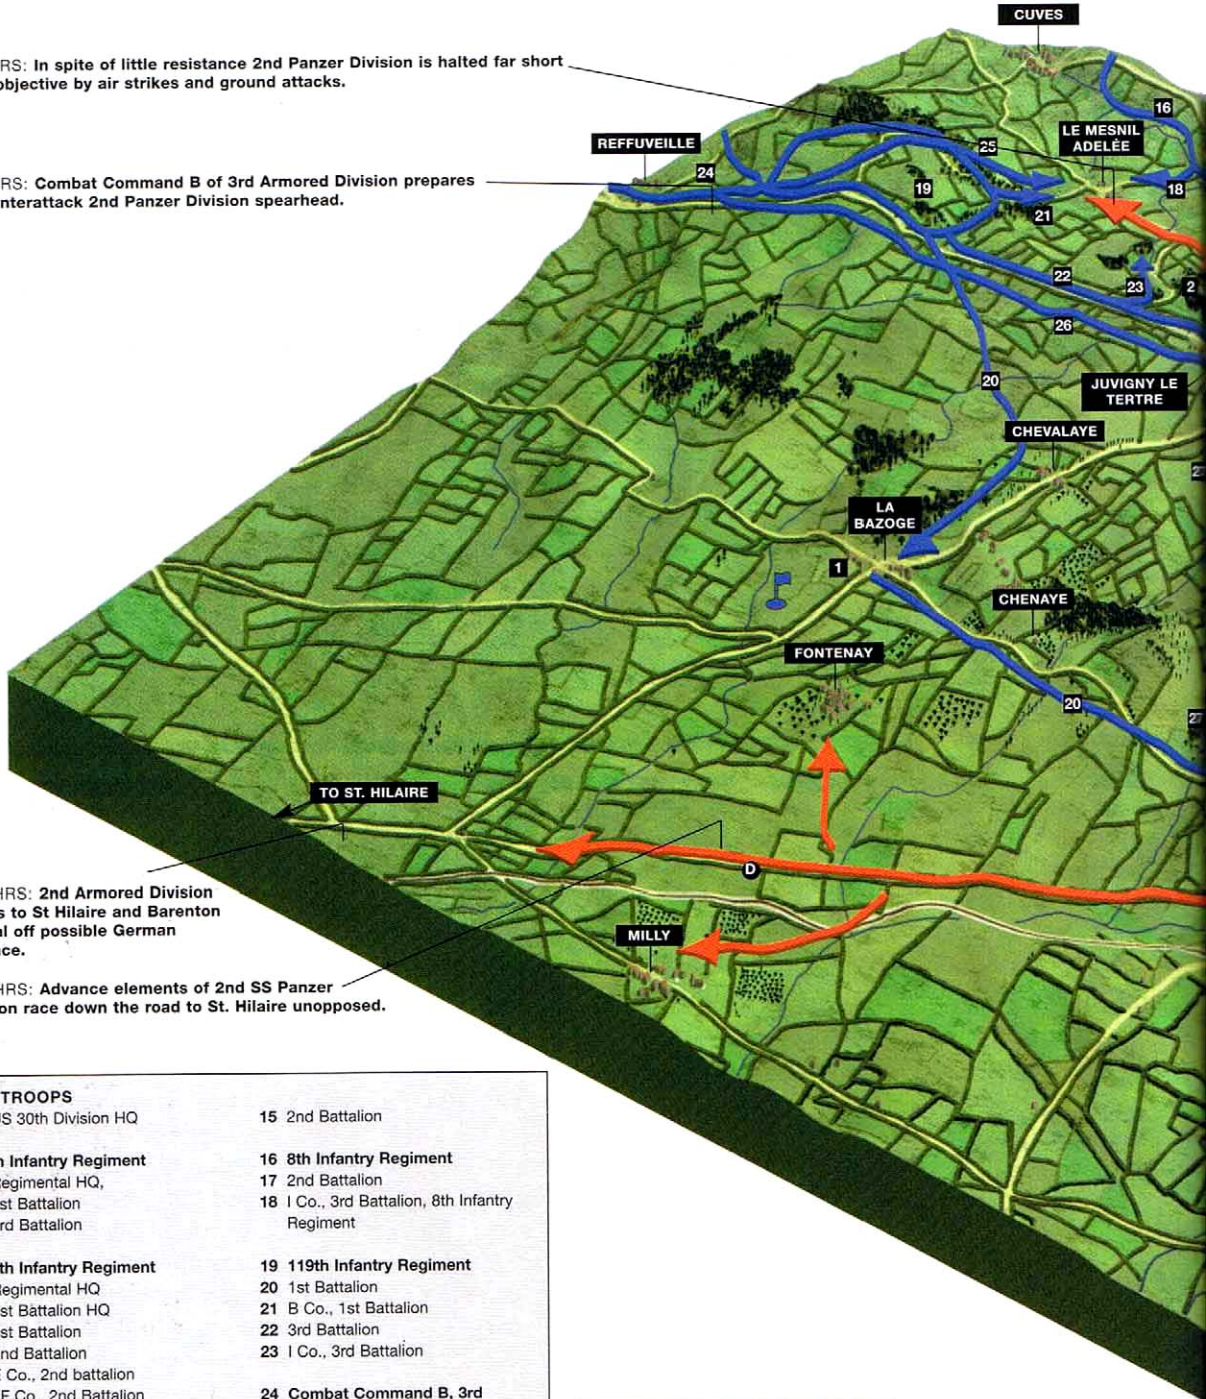 CUVES
RS: In spite of little resistance 2nd Panzer Division is halted far short
objective by air strikes and ground attacks.
16
LE MESNIL
ADELÉE
25
REFFUVEILLE
24
RS: Combat Command B of 3rd Armored Division prepares
nterattack 2nd Panzer Division spearhead.
19
18
21
22
23
2
26
20
JUVIGNY LE
TERTRE
CHEVALAYE
LA
BAZOGE
1
CHENAYE
FONTENAY
20
27
TO ST. HILAIRE
D
HRS: 2nd Armored Division
s to St Hilaire and Barenton
al off possible German
ce.
MILLY
HRS: Advance elements of 2nd SS Panzer
on race down the road to St. Hilaire unopposed.
TROOPS
US 30th Division HQ
h Infantry Regiment
Regimental HQ,
st Battalion
rd Battalion
th Infantry Regiment
Regimental HQ
st Battalion HQ
st Battalion
nd Battalion
E Co., 2nd battalion
F Co., 2nd Battalion
15 2nd Battalion
16 8th Infantry Regiment
17 2nd Battalion
18 I Co., 3rd Battalion, 8th Infantry
Regiment
19 119th Infantry Regiment
20 1st Battalion
21 B Co., 1st Battalion
22 3rd Battalion
23 I Co., 3rd Battalion
24 Combat Command B, 3rd